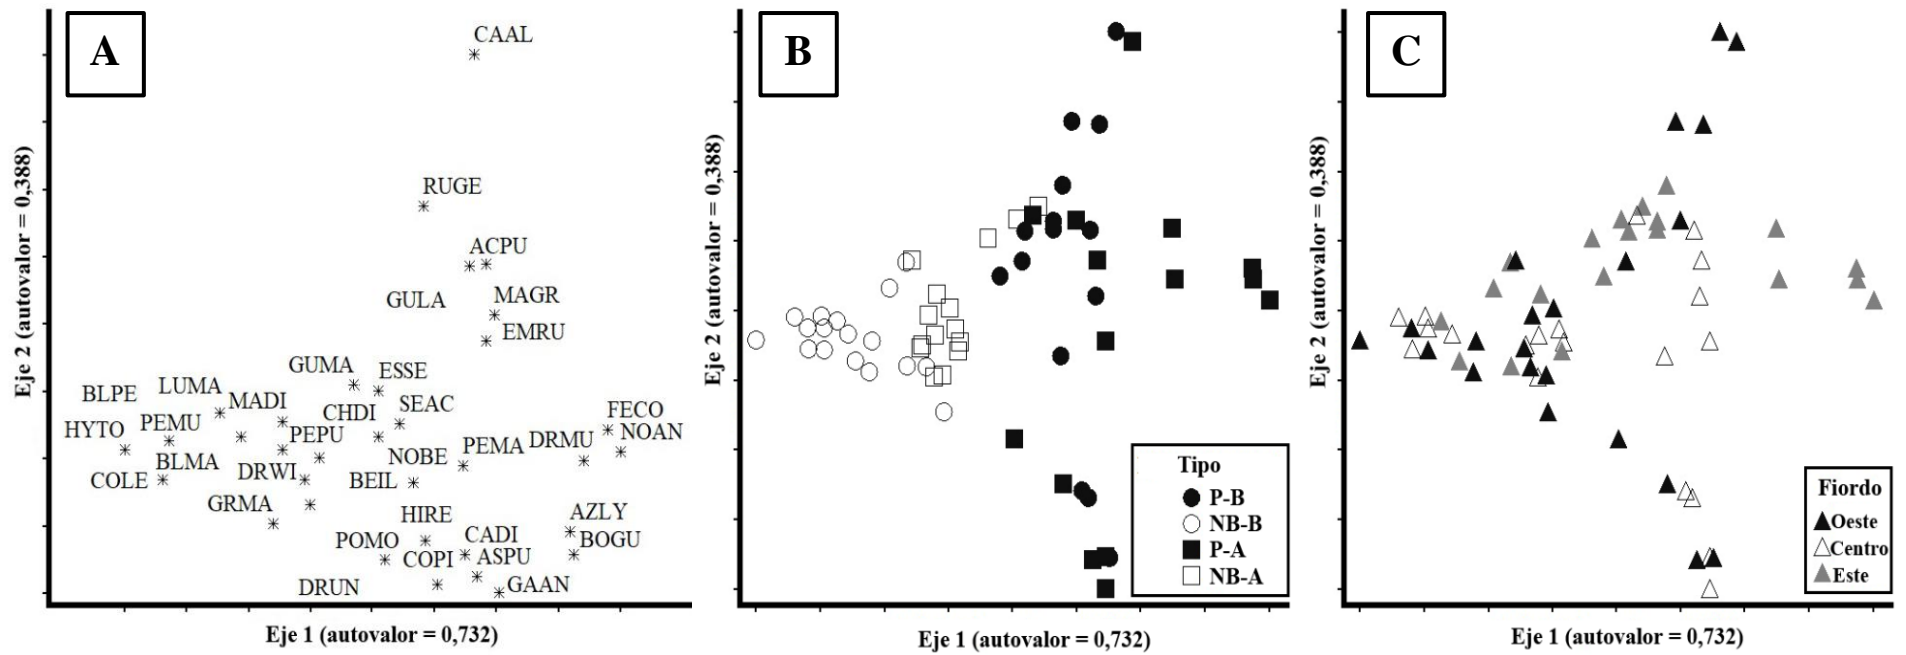 A
CAAL
RUGE
ACPU
GULA
MAGR
EMRU
GUMA
ESSE
BLPE
LUMA
MADI
CHDI
SEAC
HYTO
PEMU
PEPU
NOBE
PEMA
DRMU
FECO
NOAN
COLE
BLMA
DRWI
BEIL
GRMA
HIRE
POMO
COPI
CADI
ASPU
AZLY
BOGU
DRUN
GAAN
Eje 2 (autovalor = 0,388)
Eje 1 (autovalor = 0,732)
B
Tipo
P-B
NB-B
P-A
NB-A
Eje 2 (autovalor = 0,388)
Eje 1 (autovalor = 0,732)
C
Fiordo
Oeste
Centro
Este
Eje 2 (autovalor = 0,388)
Eje 1 (autovalor = 0,732)